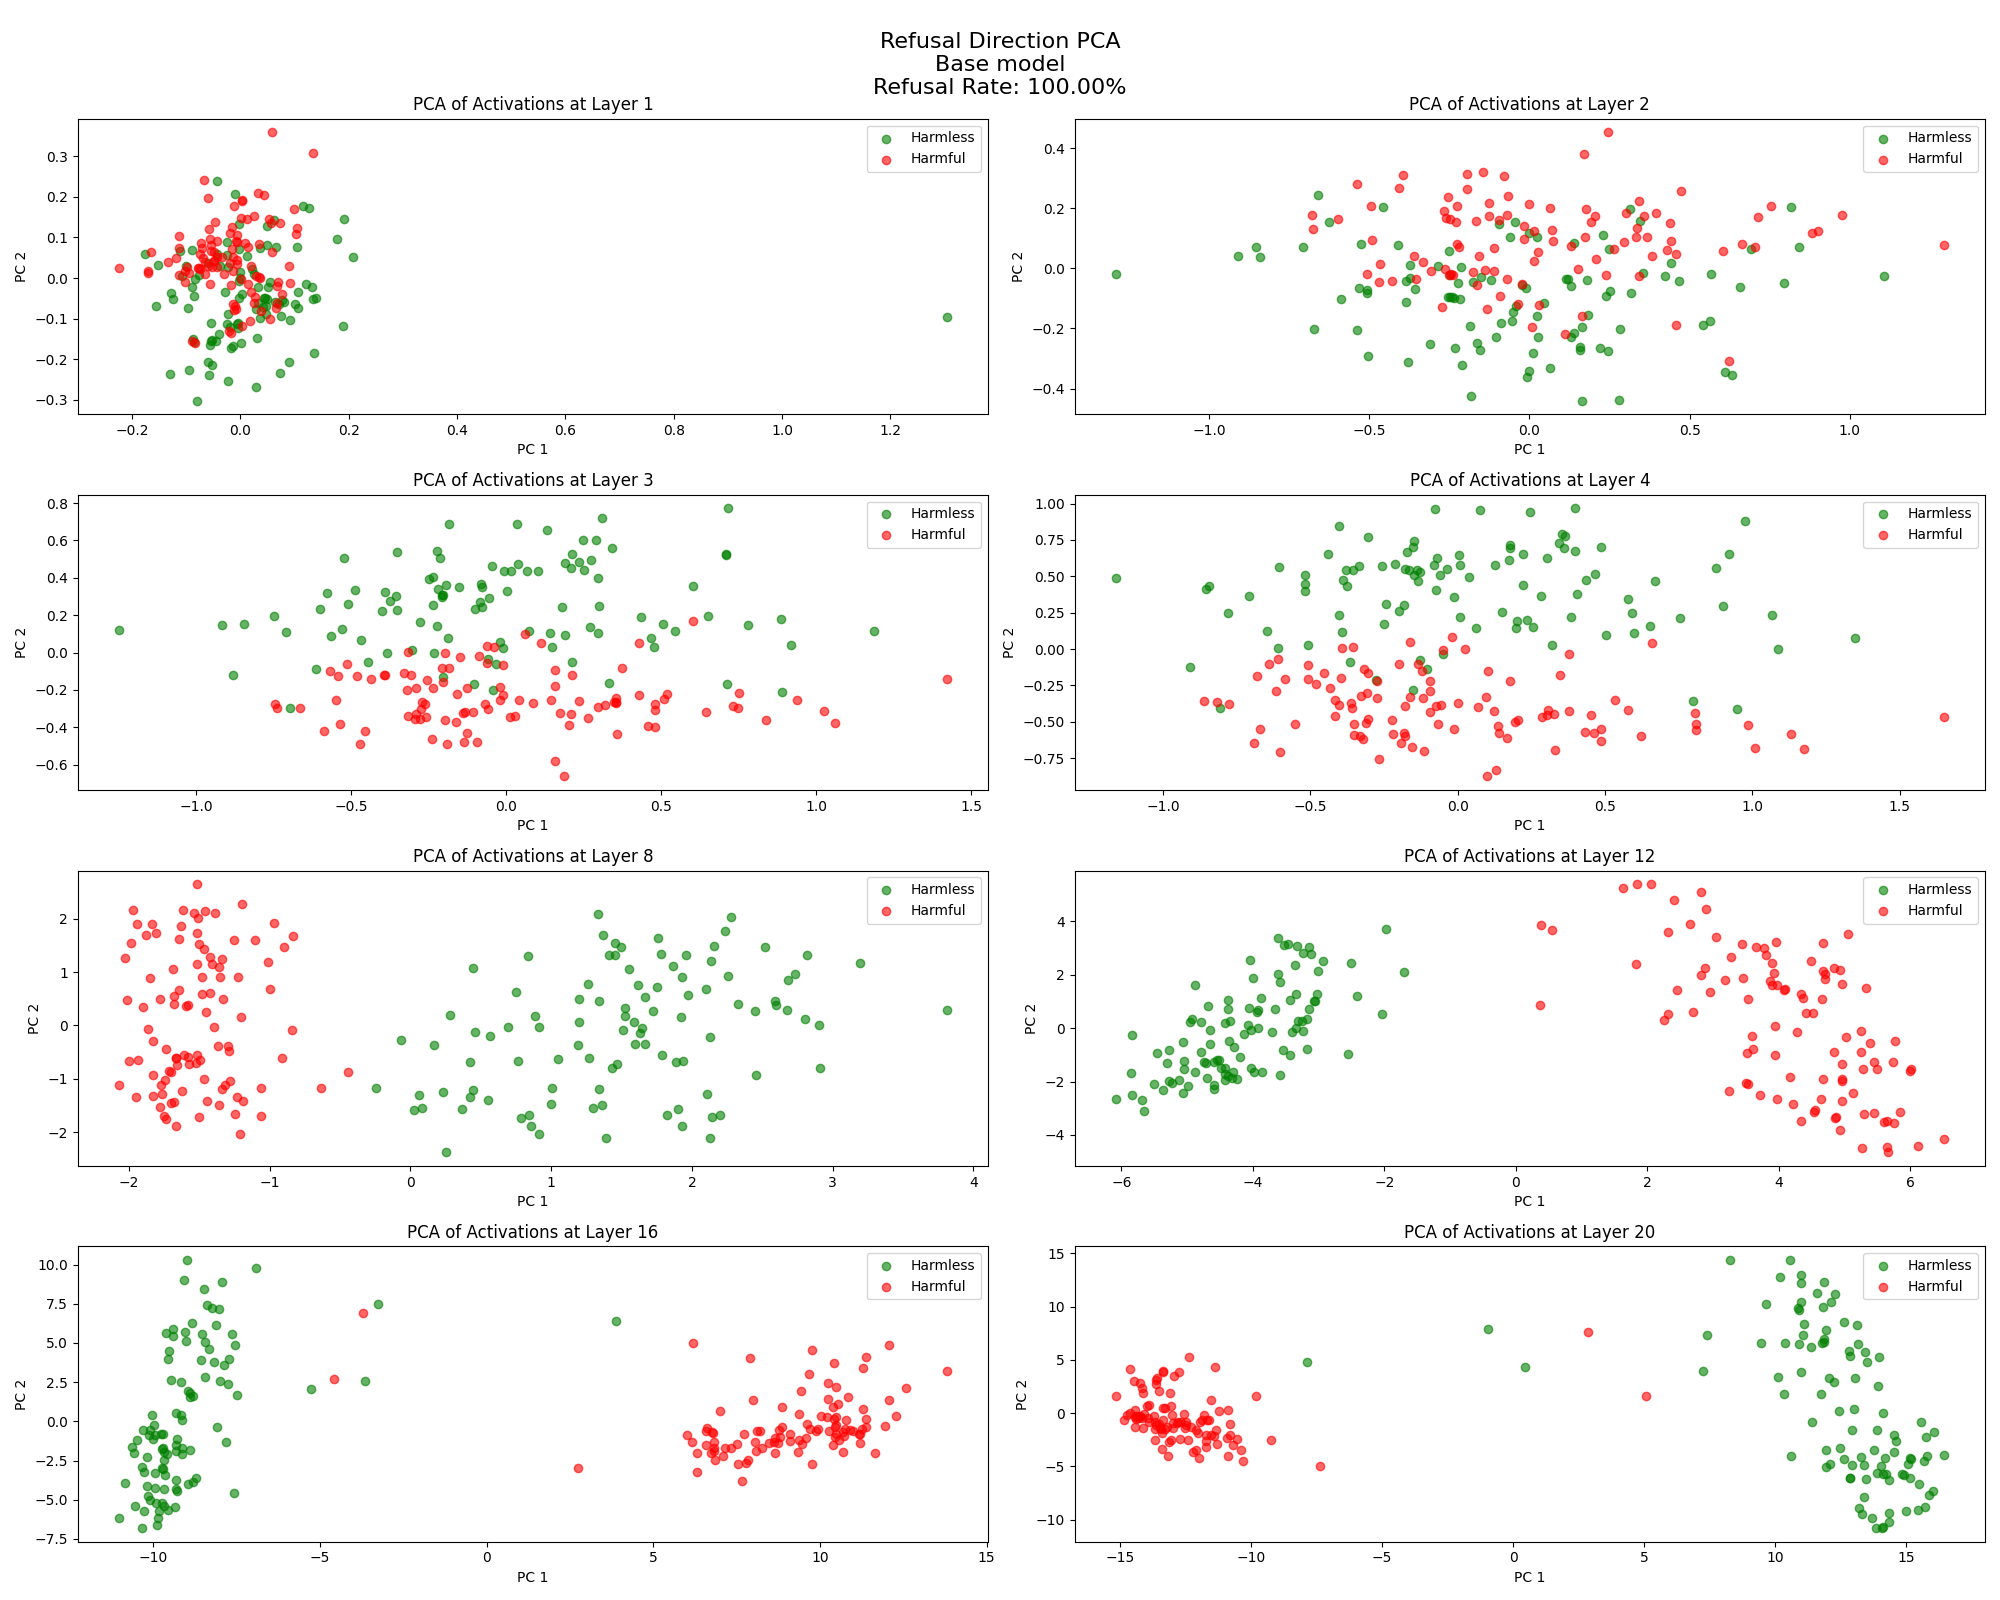 Refusal Direction PCA
Base model
Refusal Rate: 100.00%
PCA of Activations at Layer 1
Harmless
Harmful
0.3
0.2
0.1
0.0
−0.1
−0.2
−0.3
PC 2
−0.2
0.0
0.2
0.4
0.6
0.8
1.0
1.2
PC 1
PCA of Activations at Layer 2
Harmless
Harmful
0.4
0.2
0.0
−0.2
−0.4
PC 2
−1.0
−0.5
0.0
0.5
1.0
PC 1
PCA of Activations at Layer 3
Harmless
Harmful
0.8
0.6
0.4
0.2
0.0
−0.2
−0.4
−0.6
PC 2
−1.0
−0.5
0.0
0.5
1.0
1.5
PC 1
PCA of Activations at Layer 4
Harmless
Harmful
1.00
0.75
0.50
0.25
0.00
−0.25
−0.50
−0.75
PC 2
−1.0
−0.5
0.0
0.5
1.0
1.5
PC 1
PCA of Activations at Layer 8
Harmless
Harmful
2
1
0
−1
−2
PC 2
−2
−1
0
1
2
3
4
PC 1
PCA of Activations at Layer 12
Harmless
Harmful
4
2
0
−2
−4
PC 2
−6
−4
−2
0
2
4
6
PC 1
PCA of Activations at Layer 16
Harmless
Harmful
10.0
7.5
5.0
2.5
0.0
−2.5
−5.0
−7.5
PC 2
−10
−5
0
5
10
15
PC 1
PCA of Activations at Layer 20
Harmless
Harmful
15
10
5
0
−5
−10
PC 2
−15
−10
−5
0
5
10
15
PC 1